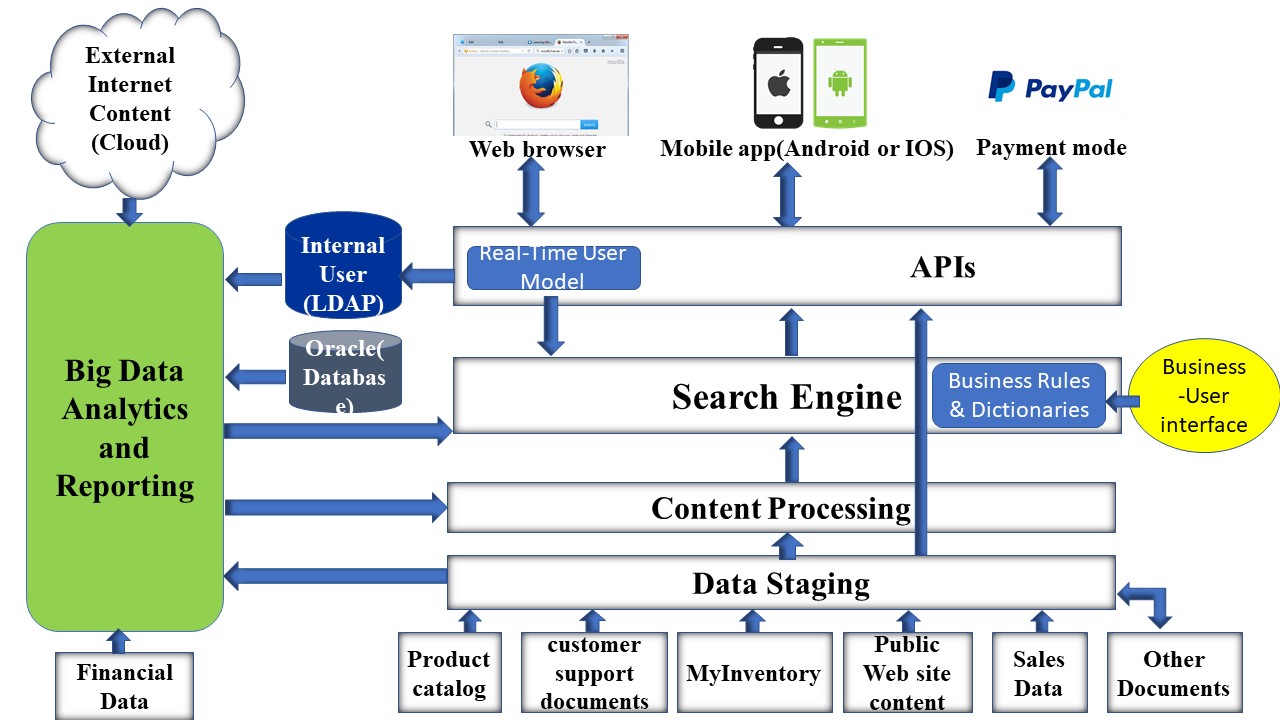 External
Internet
Content
(Cloud)
mozilla
Search
PayPal
Web browser
Mobile app(Android or IOS)
Payment mode
Internal
User
(LDAP)
Real-Time User
Model
APIs
Oracle(
Databas
e)
Big Data
Analytics
and
Reporting
Search Engine
Business Rules
& Dictionaries
Business
-User
interface
Content Processing
Data Staging
Financial
Data
Product
catalog
customer
support
documents
MyInventory
Public
Web site
content
Sales
Data
Other
Documents